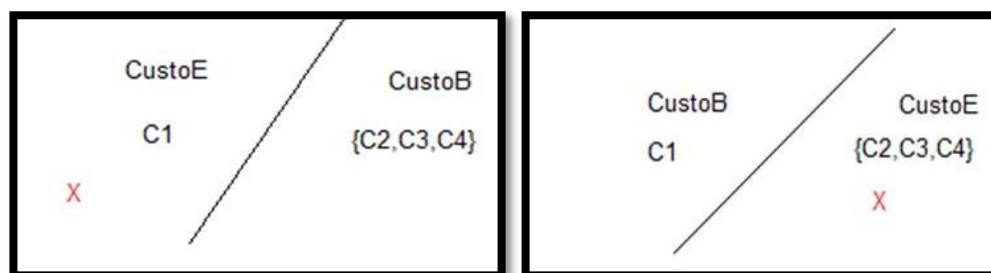 CustoE
CustoB
C1
{C2,C3,C4}
X
CustoB
CustoE
C1
{C2,C3,C4}
X